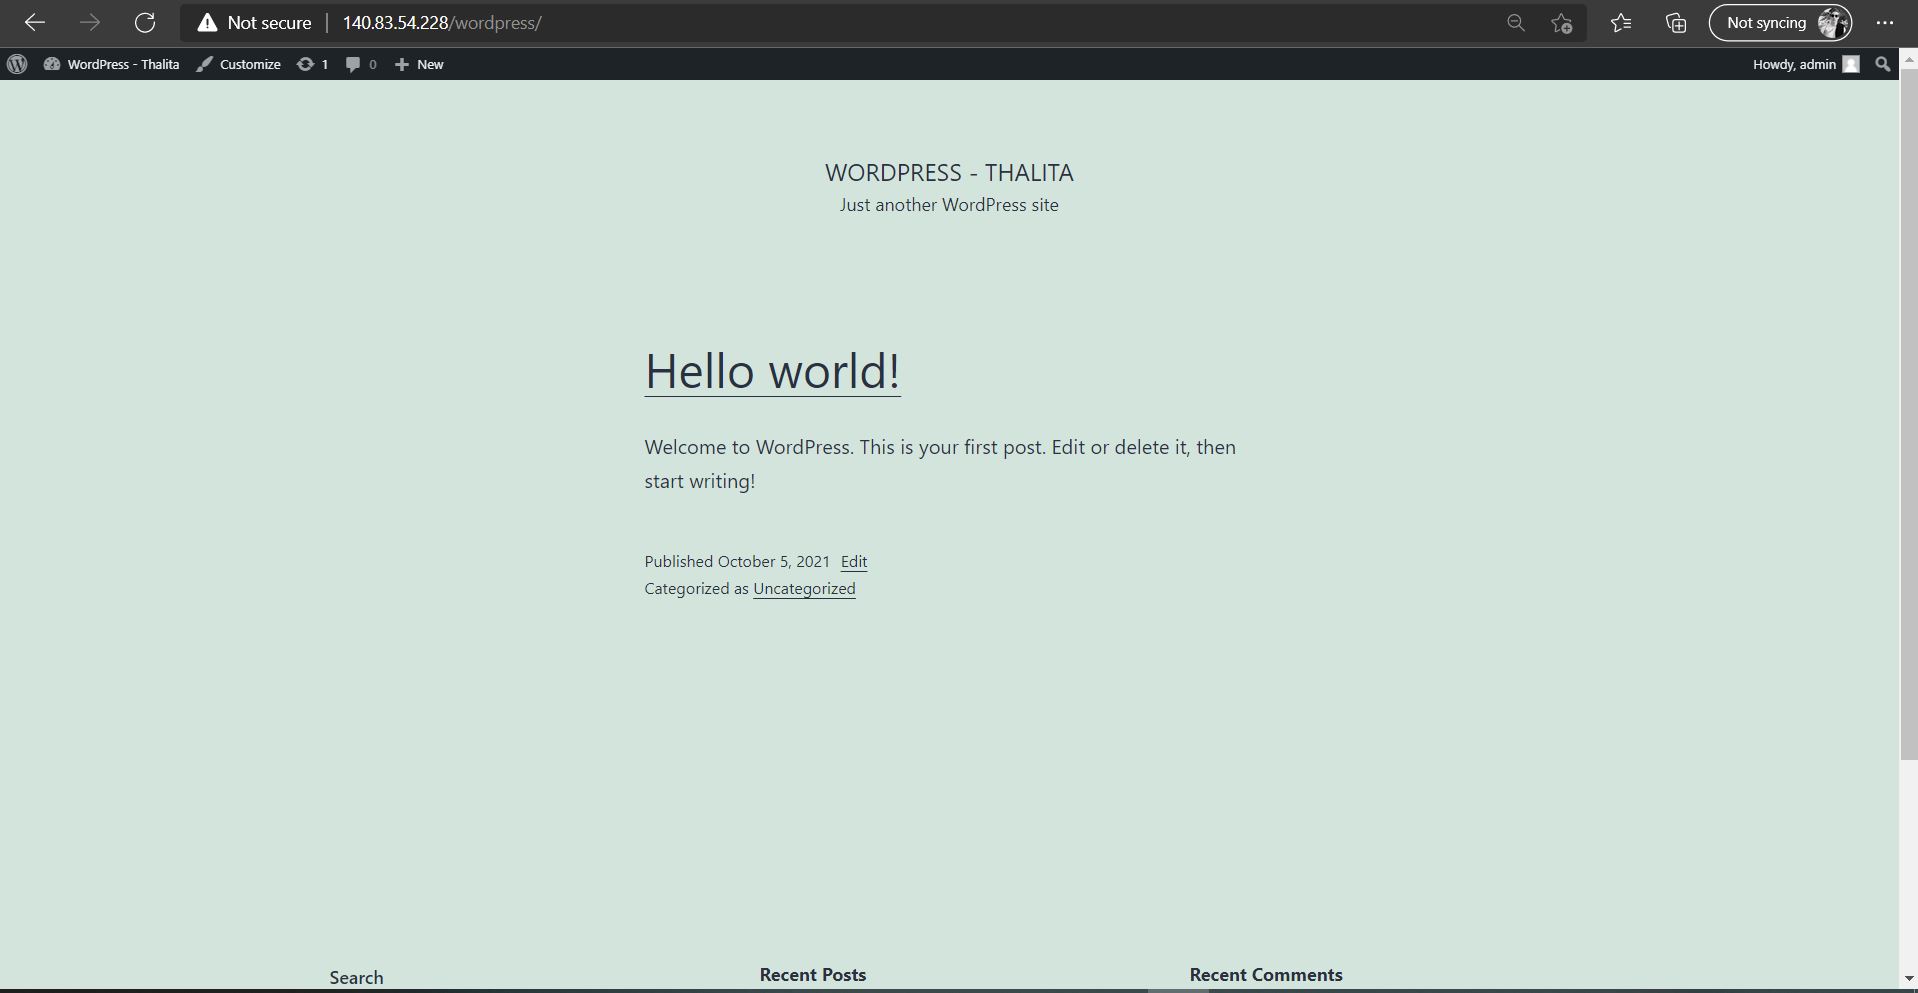 Not secure 140.83.54.228/wordpress/ Not syncing
WordPress - Thalita Customize 1 0 New Howdy, admin
WORDPRESS - THALITA
Just another WordPress site
Hello world!
Welcome to WordPress. This is your first post. Edit or delete it, then
start writing!
Published October 5, 2021 Edit
Categorized as Uncategorized
Search Recent Posts Recent Comments